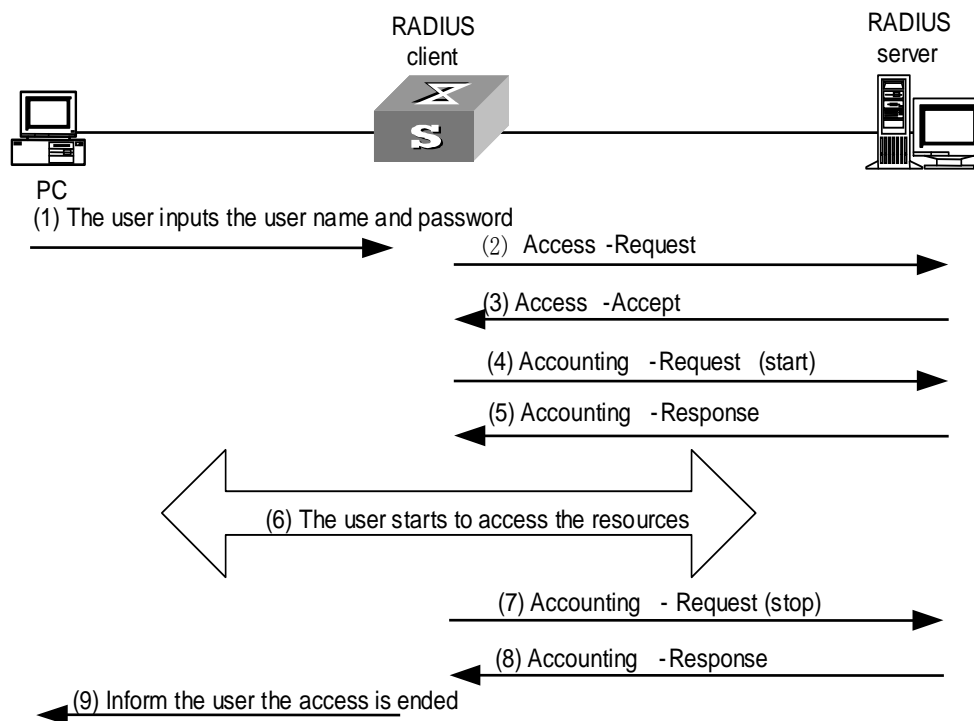 RADIUS
client
RADIUS
server
S
PC
(1) The user inputs the user name and password
(2) Access -Request
(3) Access -Accept
(4) Accounting -Request (start)
(5) Accounting -Response
(6) The user starts to access the resources
(7) Accounting - Request (stop)
(8) Accounting -Response
(9) Inform the user the access is ended